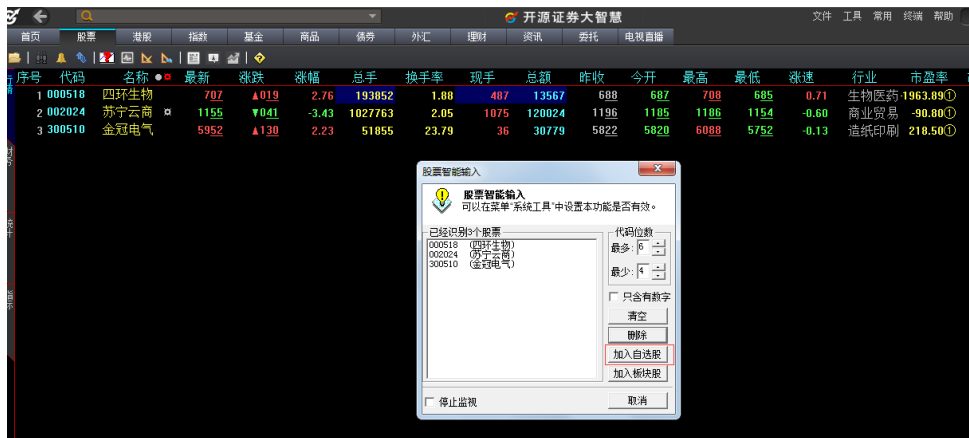 开源证券大智慧 文件 工具 常用 终端 帮助
首页 股票 港股 指数 基金 商品 债券 外汇 理财 资讯 委托 电视直播
序号 代码 名称 最新 涨跌 涨幅 总手 换手率 现手 总额 昨收 今开 最高 最低 涨速 行业 市盈率
1 000518 四环生物 707 ▲019 2.76 193852 1.88 487 13567 688 687 708 685 0.71 生物医药 -1963.89①
2 002024 苏宁云商 1155 ▼041 -3.43 1027763 2.05 1075 120024 1196 1185 1186 1154 -0.60 商业贸易 -90.80①
3 300510 金冠电气 5952 ▲130 2.23 51855 23.79 36 30779 5822 5820 6088 5752 -0.13 造纸印刷 218.50①
股票智能输入
股票智能输入
可以在菜单"系统工具"中设置本功能是否有效。
已经识别3个股票
000518 (四环生物)
002024 (苏宁云商)
300510 (金冠电气)
代码位数
最多: 6
最少: 4
只含有数字
清空
删除
加入自选股
加入板块股
停止监视
取消